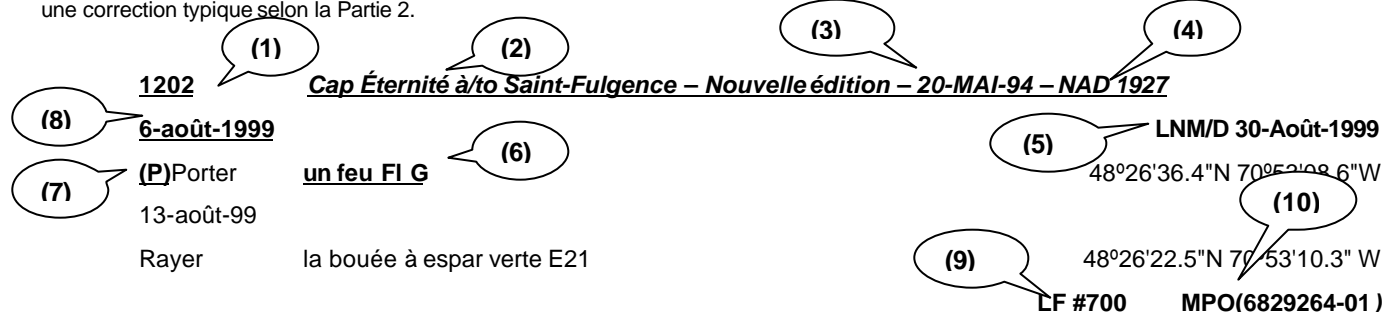 une correction typique selon la Partie 2.
(1) (2) (3) (4)
1202 Cap Éternité à/to Saint-Fulgence – Nouvelle édition – 20-MAI-94 – NAD 1927
(8) 6-août-1999 (5) LNM/D 30-Août-1999
(7) (P)Porter un feu Fl G (6) 48º26'36.4"N 70º53'08.6"W
13-août-99 (10)
Rayer la bouée à espar verte E21 (9) 48º26'22.5"N 70º53'10.3" W
LF #700 MPO(6829264-01)